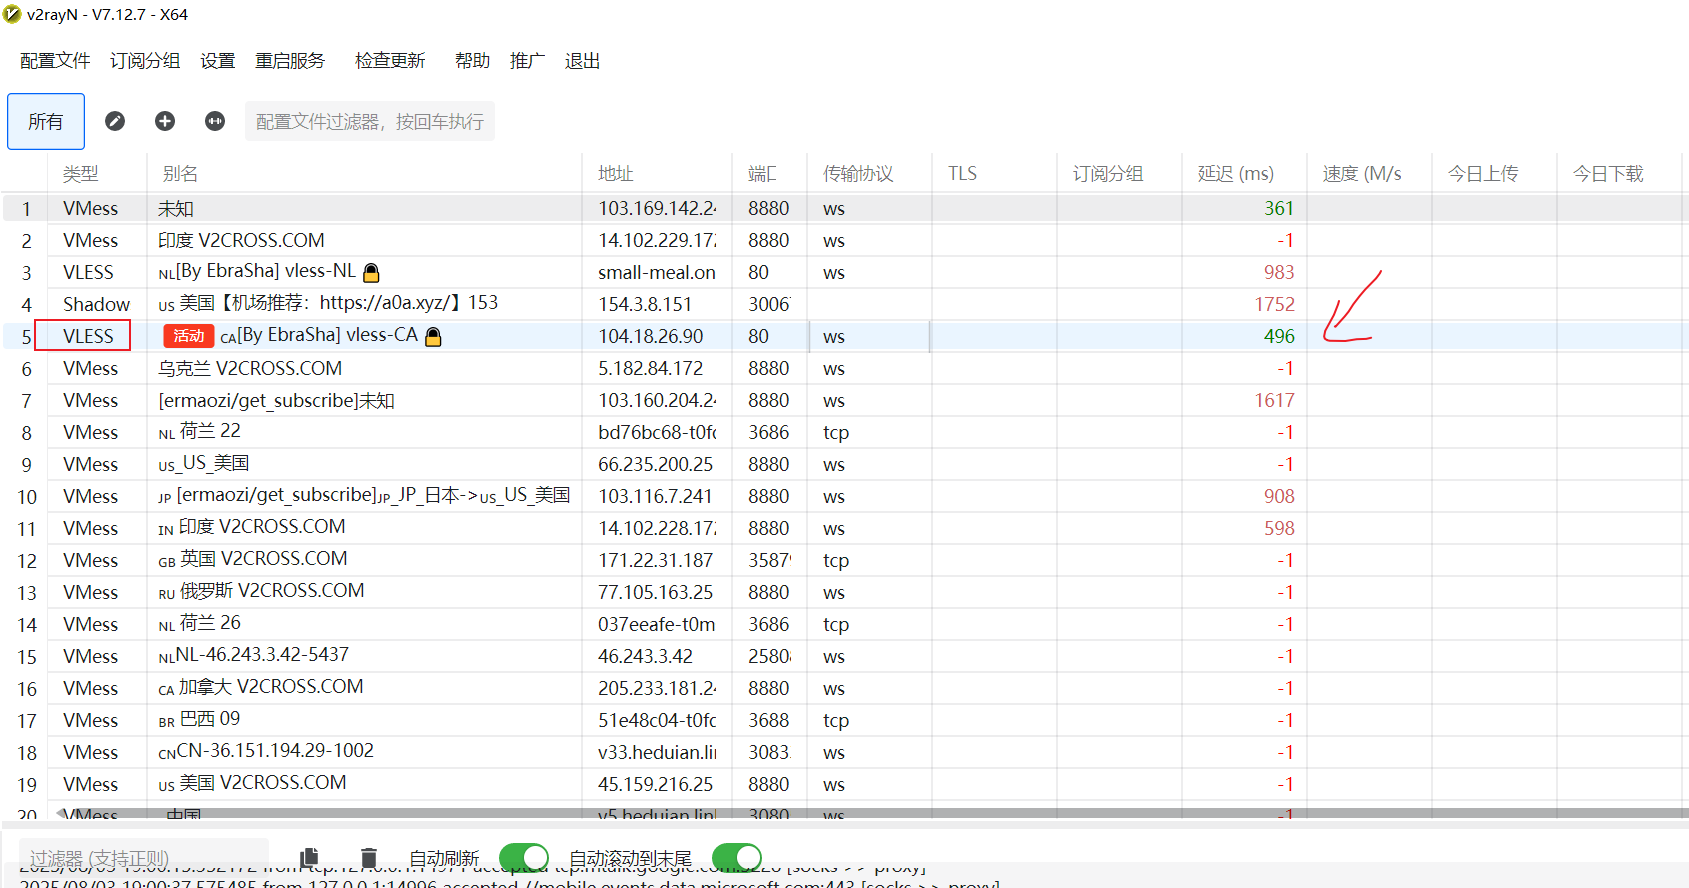 v2rayN - V7.12.7 - X64
配置文件 订阅分组 设置 重启服务 检查更新 帮助 推广 退出
所有 配置文件过滤器，按回车执行
类型 别名 地址 端口 传输协议 TLS 订阅分组 延迟 (ms) 速度 (M/s 今日上传 今日下载
1 VMess 未知 103.169.142.24 8880 ws 361
2 VMess 印度 V2CROSS.COM 14.102.229.17 8880 ws -1
3 VLESS NL[By EbraSha] vless-NL 🔒 small-meal.on 80 ws 983
4 Shadow US 美国【机场推荐：https://a0a.xyz/】153 154.3.8.151 3006 1752
5 VLESS 活动 CA[By EbraSha] vless-CA 🔒 104.18.26.90 80 ws 496
6 VMess 乌克兰 V2CROSS.COM 5.182.84.172 8880 ws -1
7 VMess [ermaozi/get_subscribe]未知 103.160.204.24 8880 ws 1617
8 VMess NL 荷兰 22 bd76bc68-t0fc 3686 tcp -1
9 VMess US_US_美国 66.235.200.25 8880 ws -1
10 VMess JP [ermaozi/get_subscribe]JP_JP_日本->US_US_美国 103.116.7.241 8880 ws 908
11 VMess IN 印度 V2CROSS.COM 14.102.228.17 8880 ws 598
12 VMess GB 英国 V2CROSS.COM 171.22.31.187 3587 tcp -1
13 VMess RU 俄罗斯 V2CROSS.COM 77.105.163.25 8880 ws -1
14 VMess NL 荷兰 26 037eeafe-t0m 3686 tcp -1
15 VMess NLNL-46.243.3.42-5437 46.243.3.42 2580 ws -1
16 VMess CA 加拿大 V2CROSS.COM 205.233.181.24 8880 ws -1
17 VMess BR 巴西 09 51e48c04-t0fc 3688 tcp -1
18 VMess CNCN-36.151.194.29-1002 v33.heduian.lin 3083 ws -1
19 VMess US 美国 V2CROSS.COM 45.159.216.25 8880 ws -1
20 VMess 中国 v5.heduian.lin 3080 ws -1
过滤器 (支持正则) 自动刷新 自动滚动到末尾
2025/08/03 19:00:37.575485 from 127.0.0.1:14996 accepted //mobile.events.data.microsoft.com:443 [socks >> proxy]